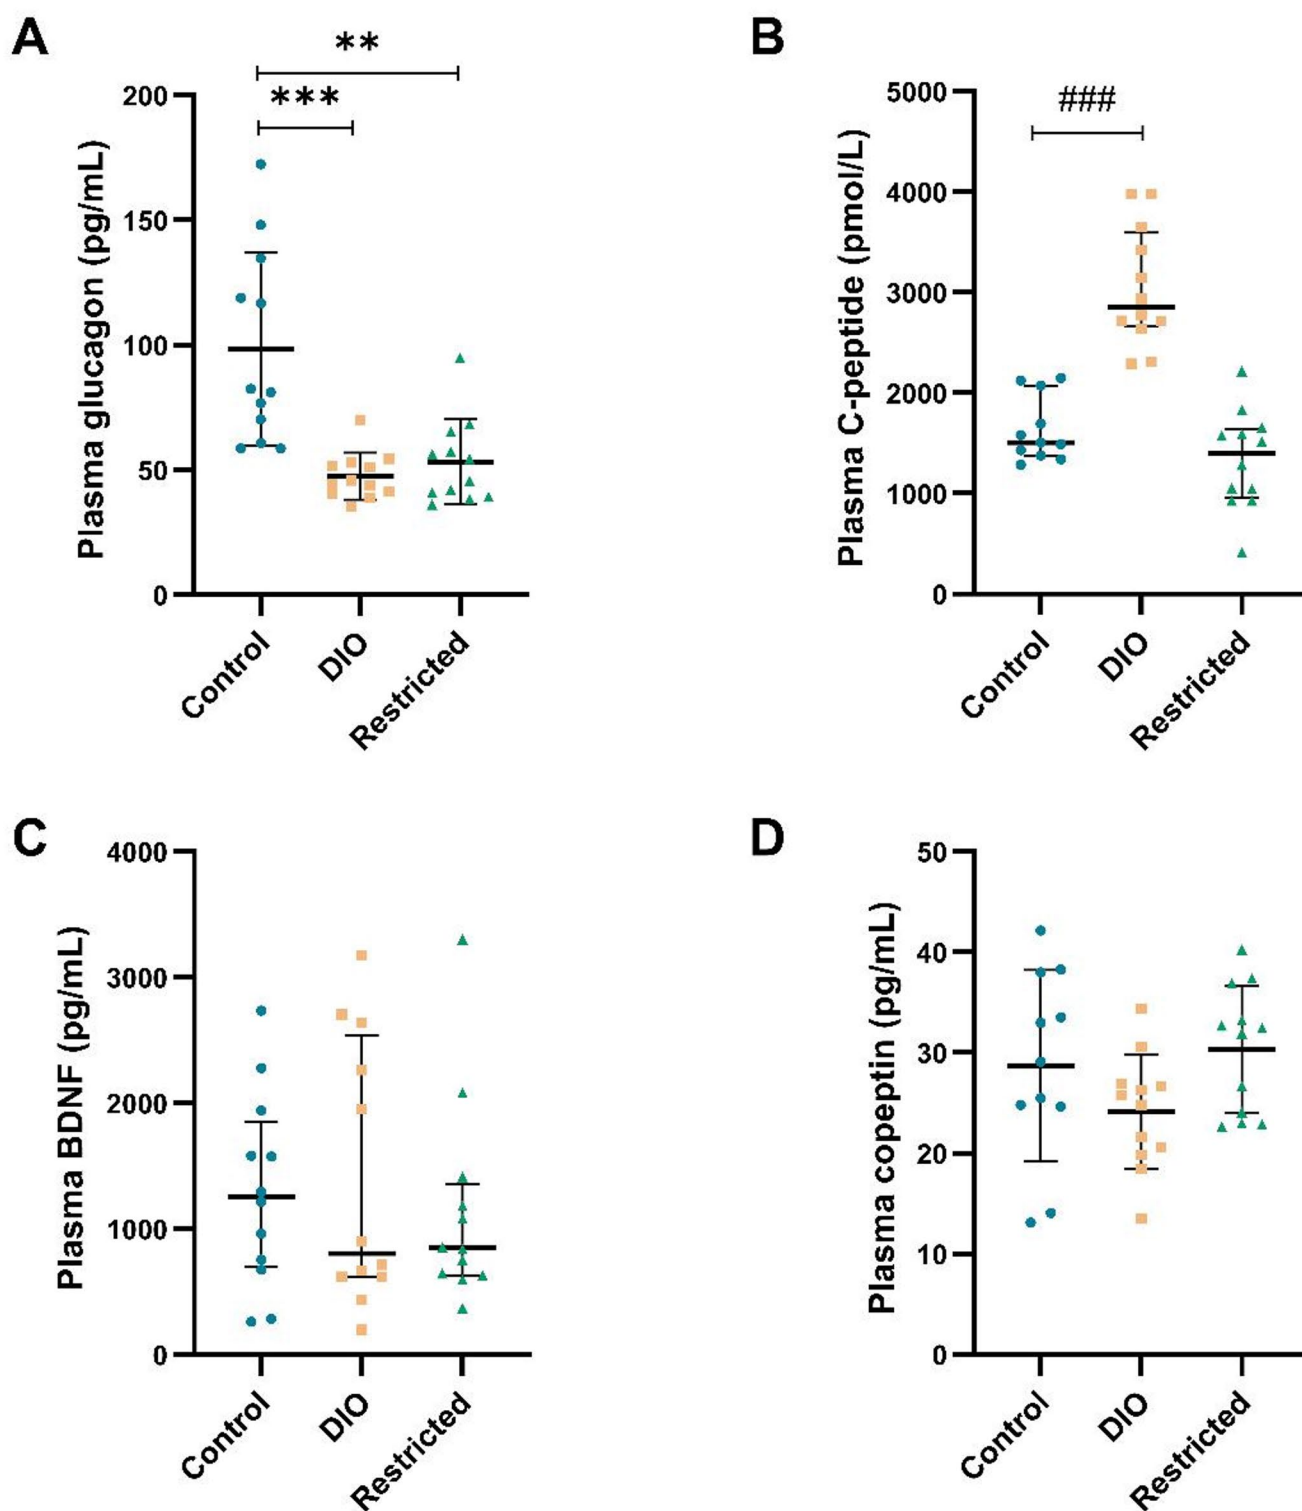 A
**
***
Plasma glucagon (pg/mL)
200
150
100
50
0
Control
DIO
Restricted
B
###
Plasma C-peptide (pmol/L)
5000
4000
3000
2000
1000
0
Control
DIO
Restricted
C
Plasma BDNF (pg/mL)
4000
3000
2000
1000
0
Control
DIO
Restricted
D
Plasma copeptin (pg/mL)
50
40
30
20
10
0
Control
DIO
Restricted